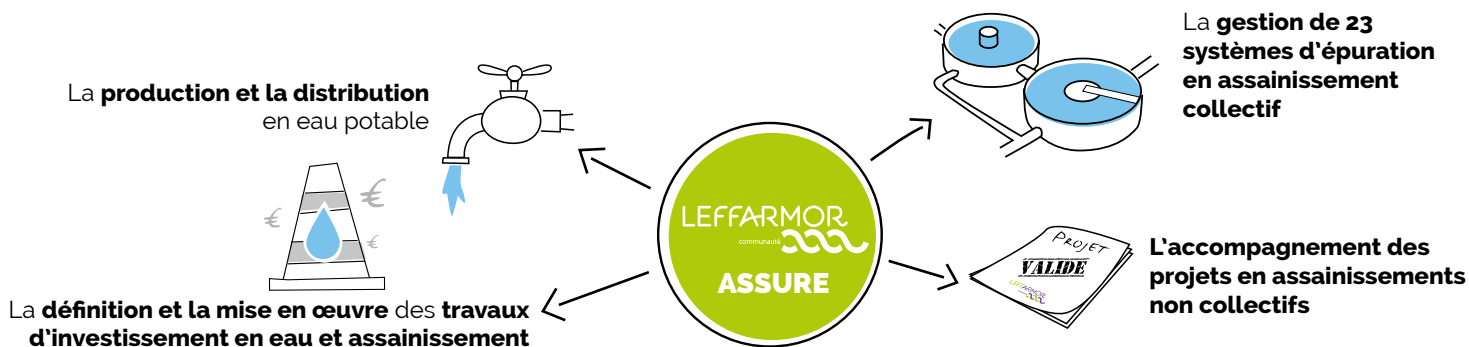 La production et la distribution
en eau potable
La gestion de 23
systèmes d'épuration
en assainissement
collectif
€
€
€
La définition et la mise en œuvre des travaux
d'investissement en eau et assainissement
LEFFARMOR
communauté
ASSURE
PROJET
VALIDE
LEFFARMOR
L'accompagnement des
projets en assainissements
non collectifs